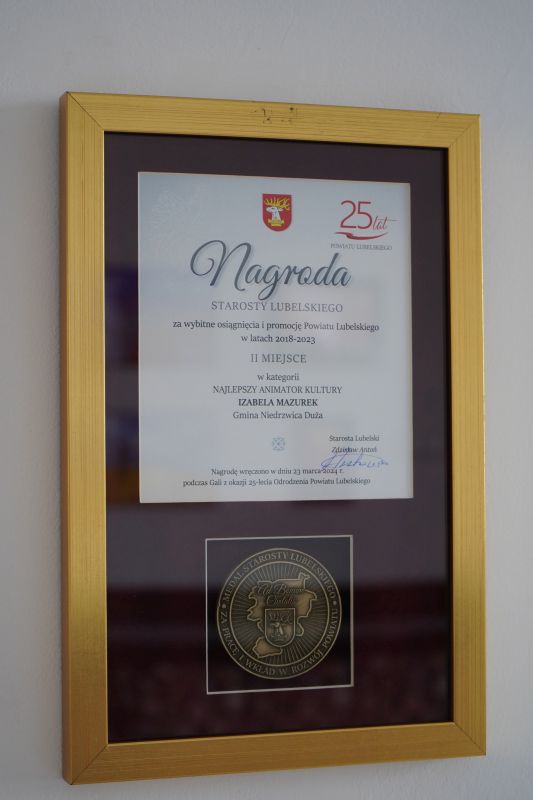 25 lat
POWIATU LUBELSKIEGO
Nagroda
STAROSTY LUBELSKIEGO
za wybitne osiągnięcia i promocję Powiatu Lubelskiego
w latach 2018-2023
II MIEJSCE
w kategorii
NAJLEPSZY ANIMATOR KULTURY
IZABELA MAZUREK
Gmina Niedrzwica Duża
Starosta Lubelski
Zdzisław Antoń
Nagrodę wręczono w dniu 23 marca 2024 r.
podczas Gali z okazji 25-lecia Odrodzenia Powiatu Lubelskiego
MEDAL STAROSTY LUBELSKIEGO
Ad Bonum
ZA PRACĘ I WKŁAD W ROZWÓJ POWIATU